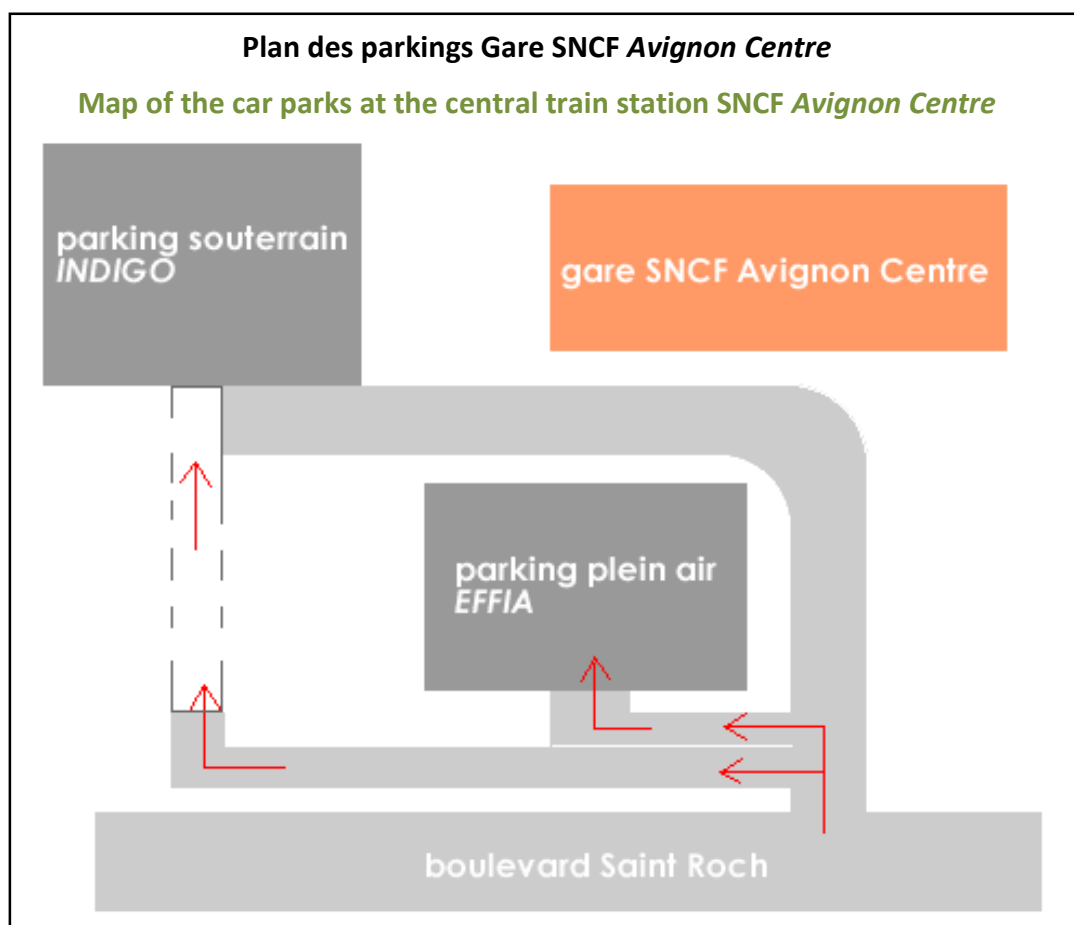 Plan des parkings Gare SNCF Avignon Centre
Map of the car parks at the central train station SNCF Avignon Centre
parking souterrain
INDIGO
gare SNCF Avignon Centre
parking plein air
EFFIA
boulevard Saint Roch